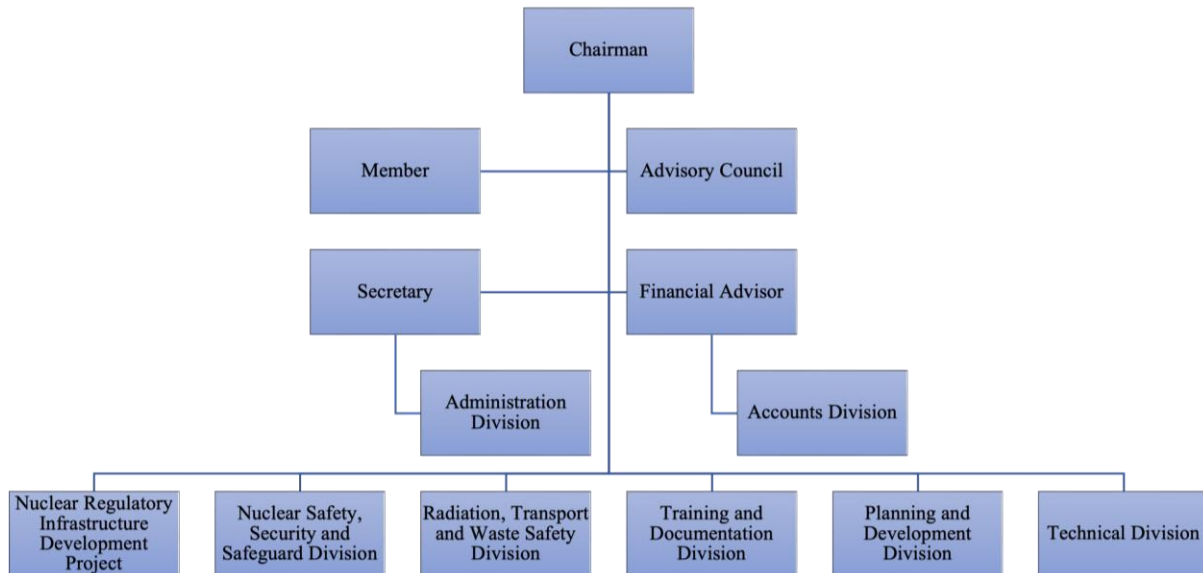 Chairman
Member
Advisory Council
Secretary
Financial Advisor
Administration
Division
Accounts Division
Nuclear Regulatory
Infrastructure
Development
Project
Nuclear Safety,
Security and
Safeguard Division
Radiation, Transport
and Waste Safety
Division
Training and
Documentation
Division
Planning and
Development
Division
Technical Division